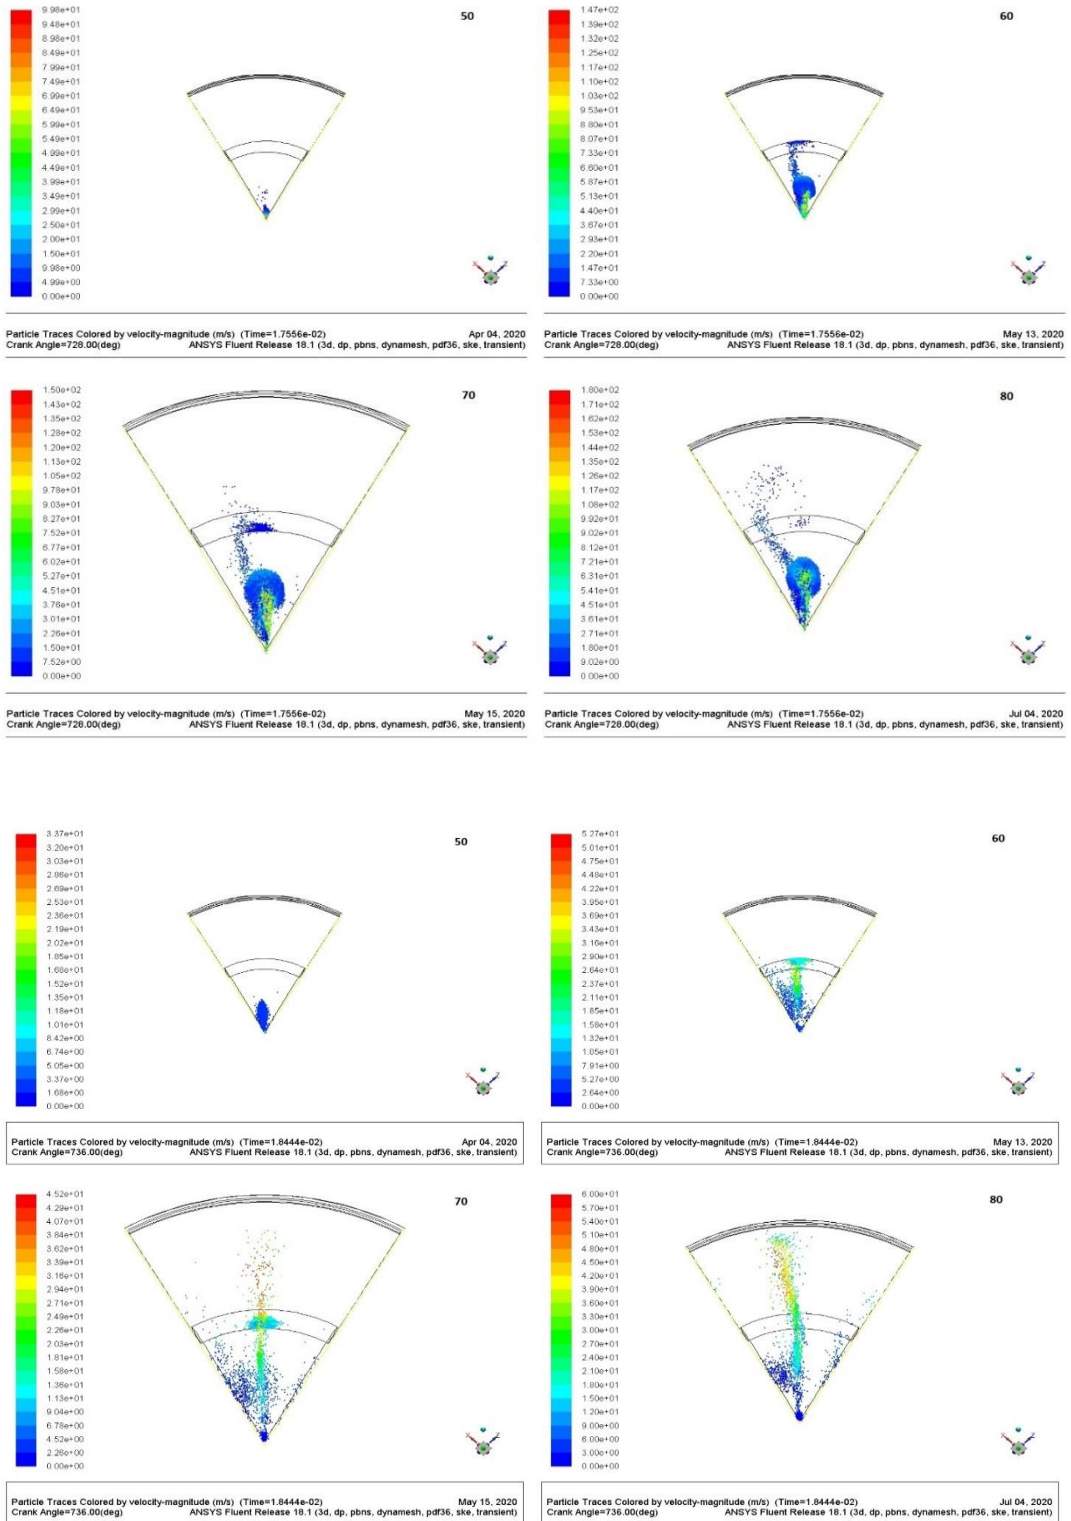 50
9.98e+01
9.48e+01
8.98e+01
8.49e+01
7.99e+01
7.49e+01
6.99e+01
6.49e+01
5.99e+01
5.49e+01
4.99e+01
4.49e+01
3.99e+01
3.49e+01
2.99e+01
2.50e+01
2.00e+01
1.50e+01
9.98e+00
4.99e+00
0.00e+00
X Z
Particle Traces Colored by velocity-magnitude (m/s) (Time=1.7556e-02) Apr 04, 2020
Crank Angle=728.00(deg) ANSYS Fluent Release 18.1 (3d, dp, pbns, dynamesh, pdf36, ske, transient)
60
1.47e+02
1.39e+02
1.32e+02
1.25e+02
1.17e+02
1.10e+02
1.03e+02
9.53e+01
8.80e+01
8.07e+01
7.33e+01
6.60e+01
5.87e+01
5.13e+01
4.40e+01
3.67e+01
2.93e+01
2.20e+01
1.47e+01
7.33e+00
0.00e+00
X Z
Particle Traces Colored by velocity-magnitude (m/s) (Time=1.7556e-02) May 13, 2020
Crank Angle=728.00(deg) ANSYS Fluent Release 18.1 (3d, dp, pbns, dynamesh, pdf36, ske, transient)
70
1.50e+02
1.43e+02
1.35e+02
1.28e+02
1.20e+02
1.13e+02
1.05e+02
9.78e+01
9.03e+01
8.27e+01
7.52e+01
6.77e+01
6.02e+01
5.27e+01
4.51e+01
3.76e+01
3.01e+01
2.26e+01
1.50e+01
7.52e+00
0.00e+00
X Z
Particle Traces Colored by velocity-magnitude (m/s) (Time=1.7556e-02) May 15, 2020
Crank Angle=728.00(deg) ANSYS Fluent Release 18.1 (3d, dp, pbns, dynamesh, pdf36, ske, transient)
80
1.80e+02
1.71e+02
1.62e+02
1.53e+02
1.44e+02
1.35e+02
1.26e+02
1.17e+02
1.08e+02
9.92e+01
9.02e+01
8.12e+01
7.21e+01
6.31e+01
5.41e+01
4.51e+01
3.61e+01
2.71e+01
1.80e+01
9.02e+00
0.00e+00
X Z
Particle Traces Colored by velocity-magnitude (m/s) (Time=1.7556e-02) Jul 04, 2020
Crank Angle=728.00(deg) ANSYS Fluent Release 18.1 (3d, dp, pbns, dynamesh, pdf36, ske, transient)
50
3.37e+01
3.20e+01
3.03e+01
2.86e+01
2.69e+01
2.53e+01
2.36e+01
2.19e+01
2.02e+01
1.85e+01
1.68e+01
1.52e+01
1.35e+01
1.18e+01
1.01e+01
8.42e+00
6.74e+00
5.05e+00
3.37e+00
1.68e+00
0.00e+00
X Z
Particle Traces Colored by velocity-magnitude (m/s) (Time=1.8444e-02) Apr 04, 2020
Crank Angle=736.00(deg) ANSYS Fluent Release 18.1 (3d, dp, pbns, dynamesh, pdf36, ske, transient)
60
5.27e+01
5.01e+01
4.75e+01
4.48e+01
4.22e+01
3.95e+01
3.69e+01
3.43e+01
3.16e+01
2.90e+01
2.64e+01
2.37e+01
2.11e+01
1.85e+01
1.58e+01
1.32e+01
1.05e+01
7.91e+00
5.27e+00
2.64e+00
0.00e+00
X Z
Particle Traces Colored by velocity-magnitude (m/s) (Time=1.8444e-02) May 13, 2020
Crank Angle=736.00(deg) ANSYS Fluent Release 18.1 (3d, dp, pbns, dynamesh, pdf36, ske, transient)
70
4.52e+01
4.29e+01
4.07e+01
3.84e+01
3.62e+01
3.39e+01
3.16e+01
2.94e+01
2.71e+01
2.49e+01
2.26e+01
2.03e+01
1.81e+01
1.58e+01
1.36e+01
1.13e+01
9.04e+00
6.78e+00
4.52e+00
2.26e+00
0.00e+00
X Z
Particle Traces Colored by velocity-magnitude (m/s) (Time=1.8444e-02) May 15, 2020
Crank Angle=736.00(deg) ANSYS Fluent Release 18.1 (3d, dp, pbns, dynamesh, pdf36, ske, transient)
80
6.00e+01
5.70e+01
5.40e+01
5.10e+01
4.80e+01
4.50e+01
4.20e+01
3.90e+01
3.60e+01
3.30e+01
3.00e+01
2.70e+01
2.40e+01
2.10e+01
1.80e+01
1.50e+01
1.20e+01
9.00e+00
6.00e+00
3.00e+00
0.00e+00
X Z
Particle Traces Colored by velocity-magnitude (m/s) (Time=1.8444e-02) Jul 04, 2020
Crank Angle=736.00(deg) ANSYS Fluent Release 18.1 (3d, dp, pbns, dynamesh, pdf36, ske, transient)